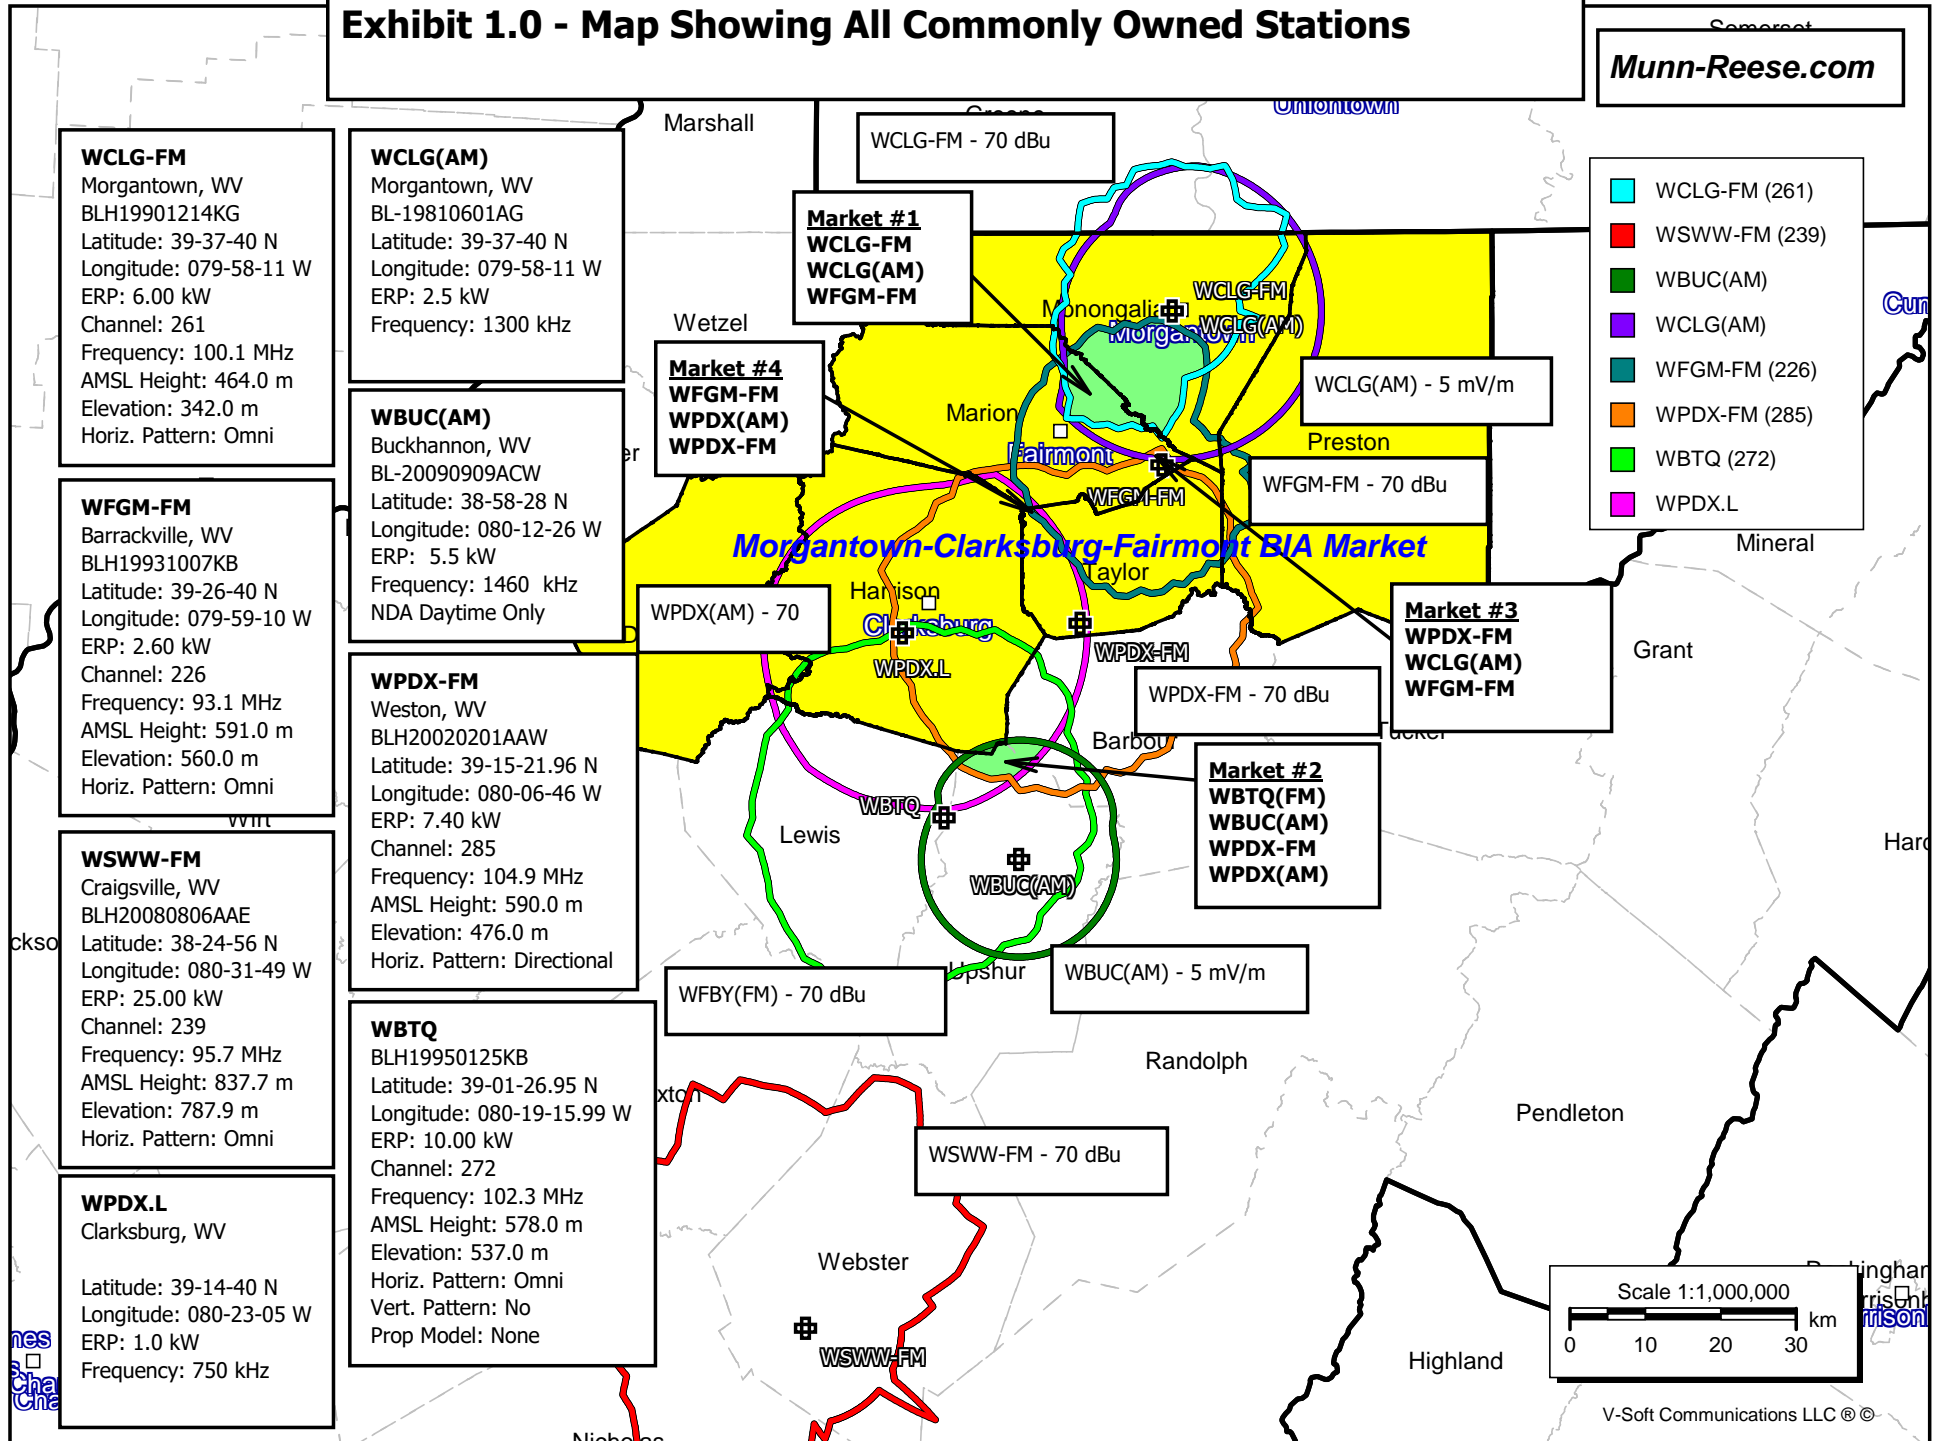 Exhibit 1.0 - Map Showing All Commonly Owned Stations
Munn-Reese.com
Somerset
Greene
Uniontown
Marshall
WCLG-FM
Morgantown, WV
BLH19901214KG
Latitude: 39-37-40 N
Longitude: 079-58-11 W
ERP: 6.00 kW
Channel: 261
Frequency: 100.1 MHz
AMSL Height: 464.0 m
Elevation: 342.0 m
Horiz. Pattern: Omni
WCLG(AM)
Morgantown, WV
BL-19810601AG
Latitude: 39-37-40 N
Longitude: 079-58-11 W
ERP: 2.5 kW
Frequency: 1300 kHz
WBUC(AM)
Buckhannon, WV
BL-20090909ACW
Latitude: 38-58-28 N
Longitude: 080-12-26 W
ERP:  5.5 kW
Frequency: 1460  kHz
NDA Daytime Only
WFGM-FM
Barrackville, WV
BLH19931007KB
Latitude: 39-26-40 N
Longitude: 079-59-10 W
ERP: 2.60 kW
Channel: 226
Frequency: 93.1 MHz
AMSL Height: 591.0 m
Elevation: 560.0 m
Horiz. Pattern: Omni
WPDX-FM
Weston, WV
BLH20020201AAW
Latitude: 39-15-21.96 N
Longitude: 080-06-46 W
ERP: 7.40 kW
Channel: 285
Frequency: 104.9 MHz
AMSL Height: 590.0 m
Elevation: 476.0 m
Horiz. Pattern: Directional
Wirt
WSWW-FM
Craigsville, WV
BLH20080806AAE
Latitude: 38-24-56 N
Longitude: 080-31-49 W
ERP: 25.00 kW
Channel: 239
Frequency: 95.7 MHz
AMSL Height: 837.7 m
Elevation: 787.9 m
Horiz. Pattern: Omni
WBTQ
BLH19950125KB
Latitude: 39-01-26.95 N
Longitude: 080-19-15.99 W
ERP: 10.00 kW
Channel: 272
Frequency: 102.3 MHz
AMSL Height: 578.0 m
Elevation: 537.0 m
Horiz. Pattern: Omni
Vert. Pattern: No
Prop Model: None
WPDX.L
Clarksburg, WV
Latitude: 39-14-40 N
Longitude: 080-23-05 W
ERP: 1.0 kW
Frequency: 750 kHz
WCLG-FM - 70 dBu
Market #1
WCLG-FM
WCLG(AM)
WFGM-FM
Wetzel
Market #4
WFGM-FM
WPDX(AM)
WPDX-FM
Monongalia
WCLG-FM
WCLG(AM)
Morgantown
WCLG(AM) - 5 mV/m
Marion
Fairmont
Preston
WFGM-FM
WFGM-FM - 70 dBu
Morgantown-Clarksburg-Fairmont BIA Market
Taylor
Harrison
Clarksburg
WPDX(AM) - 70
WPDX.L
WPDX-FM
WPDX-FM - 70 dBu
Market #3
WPDX-FM
WCLG(AM)
WFGM-FM
Barbour
Tucker
Market #2
WBTQ(FM)
WBUC(AM)
WPDX-FM
WPDX(AM)
WBTQ
Lewis
WBUC(AM)
Upshur
WBUC(AM) - 5 mV/m
WFBY(FM) - 70 dBu
WSWW-FM - 70 dBu
Webster
WSWW-FM
Randolph
Pendleton
Highland
Grant
Mineral
WCLG-FM (261)
WSWW-FM (239)
WBUC(AM)
WCLG(AM)
WFGM-FM (226)
WPDX-FM (285)
WBTQ (272)
WPDX.L
Cum
Hard
er
ckso
xton
nes
Cha
Cha
Nicholas
Scale 1:1,000,000
km
0 10 20 30
V-Soft Communications LLC ® ©